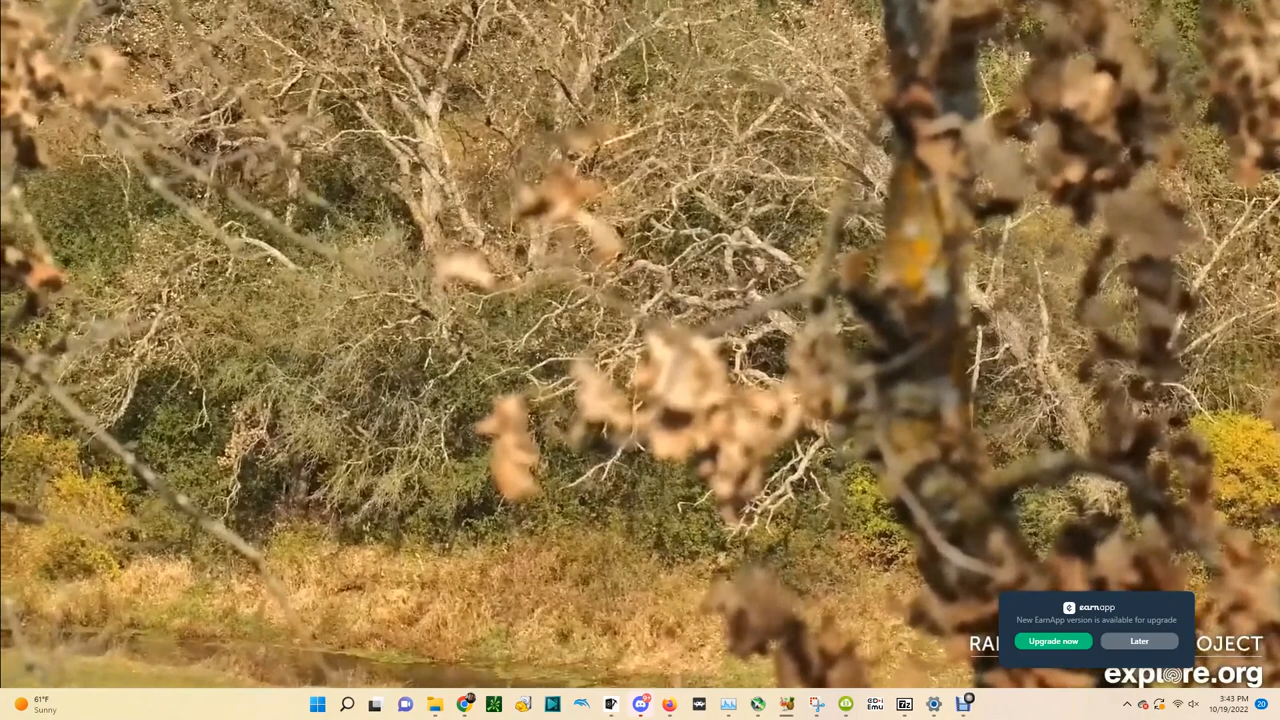 earnapp
New EarnApp version is available for upgrade
Upgrade now
Later
OJECT
explore.org
61°F
Sunny
3:43 PM
10/19/2022
20